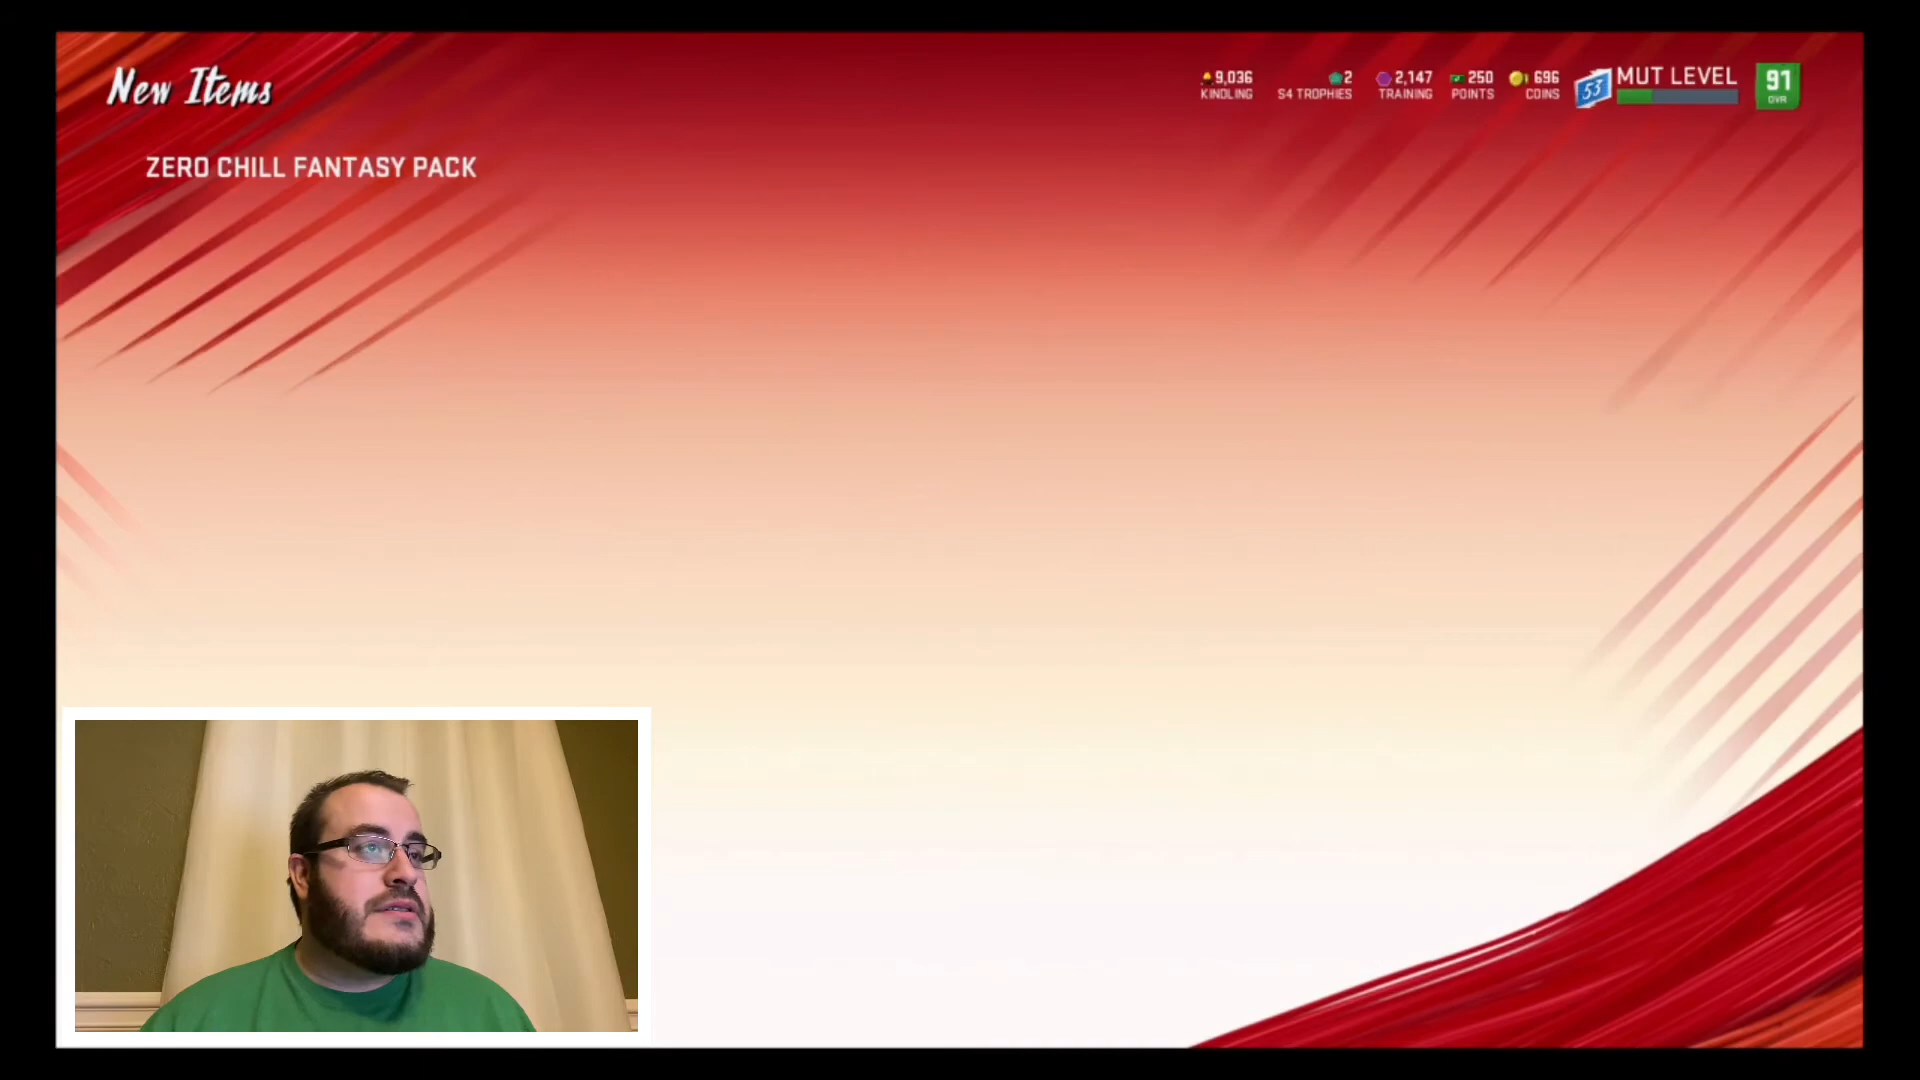 New Items
9,036
KINDLING
2
S4 TROPHIES
2,147
TRAINING
250
POINTS
696
COINS
53
MUT LEVEL
91
OVR
ZERO CHILL FANTASY PACK